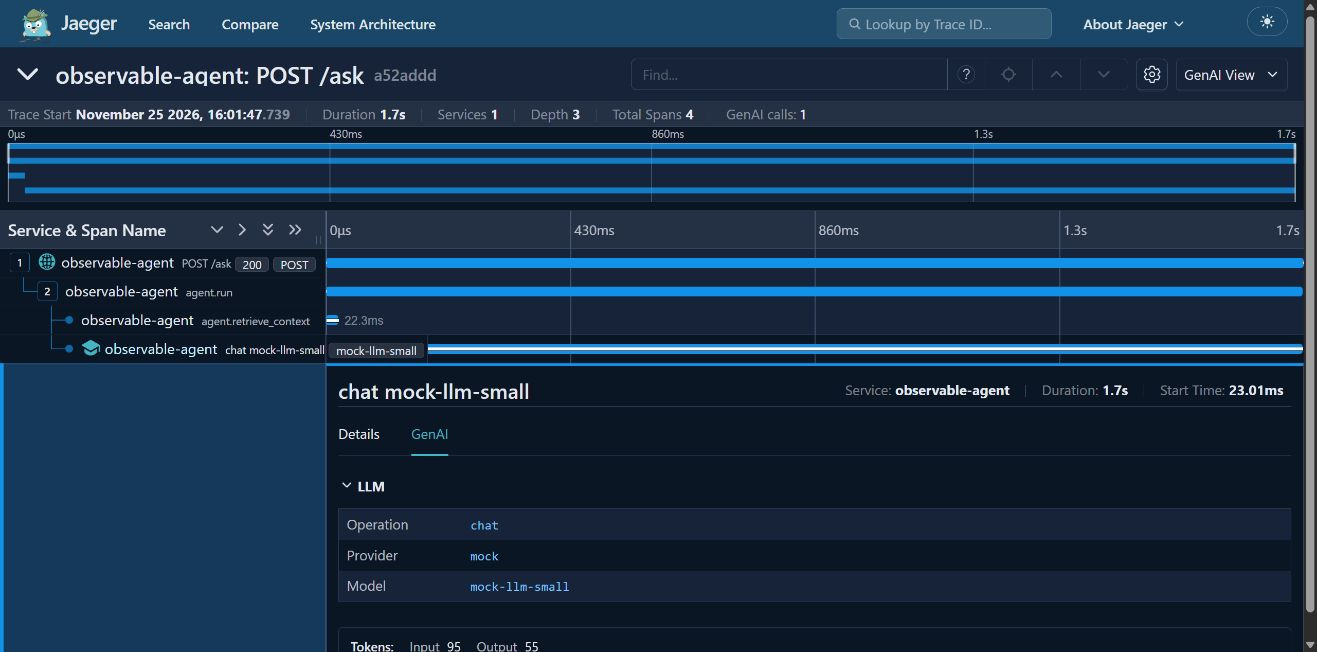 Jaeger Search Compare System Architecture Lookup by Trace ID... About Jaeger
observable-agent: POST /ask a52addd Find... ? GenAI View
Trace Start November 25 2026, 16:01:47.739 Duration 1.7s Services 1 Depth 3 Total Spans 4 GenAI calls: 1
0μs 430ms 860ms 1.3s 1.7s
Service & Span Name 0μs 430ms 860ms 1.3s 1.7s
1 observable-agent POST /ask 200 POST
2 observable-agent agent.run
observable-agent agent.retrieve_context 22.3ms
observable-agent chat mock-llm-small mock-llm-small
chat mock-llm-small Service: observable-agent Duration: 1.7s Start Time: 23.01ms
Details GenAI
LLM
Operation chat
Provider mock
Model mock-llm-small
Tokens: Input 95 Output 55